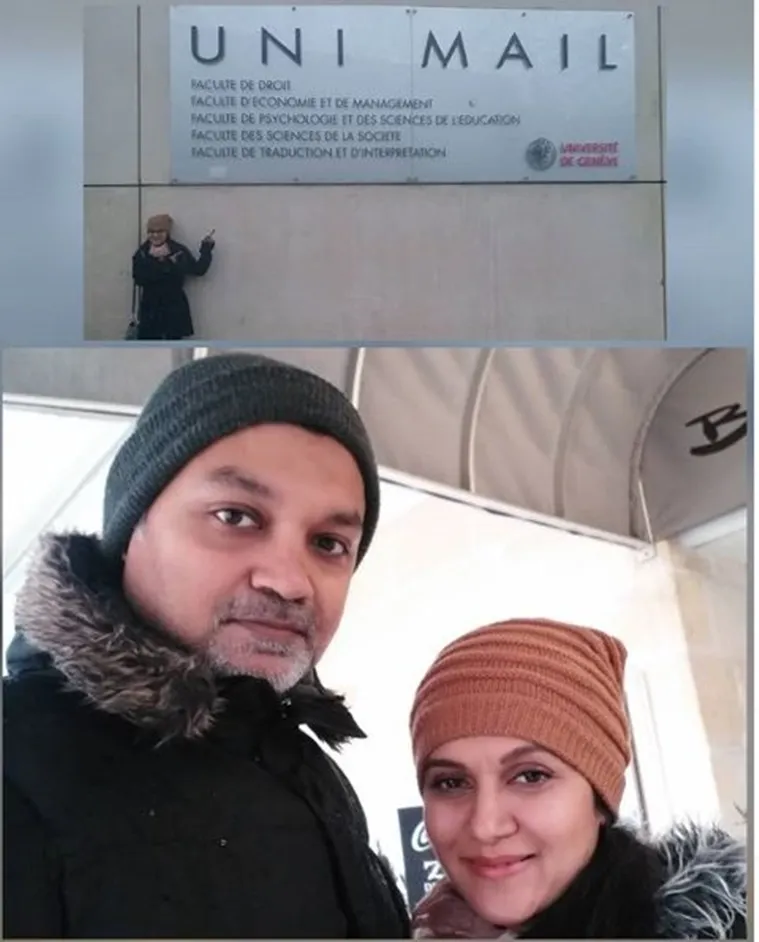 UNI MAIL
FACULTE DE DROIT
FACULTE D'ECONOMIE ET DE MANAGEMENT
FACULTE DE PSYCHOLOGIE ET DES SCIENCES DE L'EDUCATION
FACULTE DES SCIENCES DE LA SOCIETE
FACULTE DE TRADUCTION ET D'INTERPRETATION
UNIVERSITÉ
DE GENÈVE
B